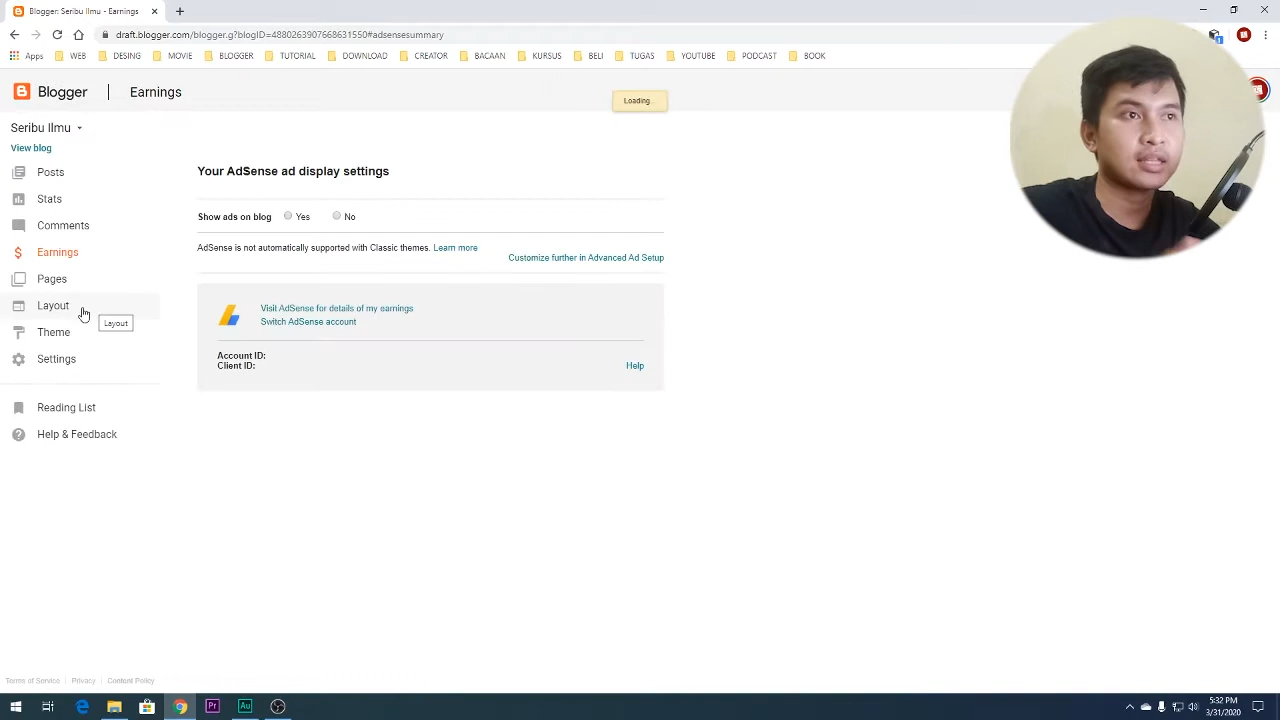 Blogger: Seribu Ilmu - Earnings
draft.blogger.com/blogger.g?blogID=4880263907668631550#adsensesummary
Apps WEB DESING MOVIE BLOGGER TUTORIAL DOWNLOAD CREATOR BACAAN KURSUS BELI TUGAS YOUTUBE PODCAST BOOK
Blogger Earnings
Loading
Seribu Ilmu
View blog
Posts
Stats
Comments
Earnings
Pages
Layout
Layout
Theme
Settings
Reading List
Help & Feedback
Your AdSense ad display settings
Show ads on blog Yes No
AdSense is not automatically supported with Classic themes. Learn more
Customize further in Advanced Ad Setup
Visit AdSense for details of my earnings
Switch AdSense account
Account ID:
Client ID:
Help
Terms of Service | Privacy | Content Policy
Pr Au
5:32 PM
3/31/2020